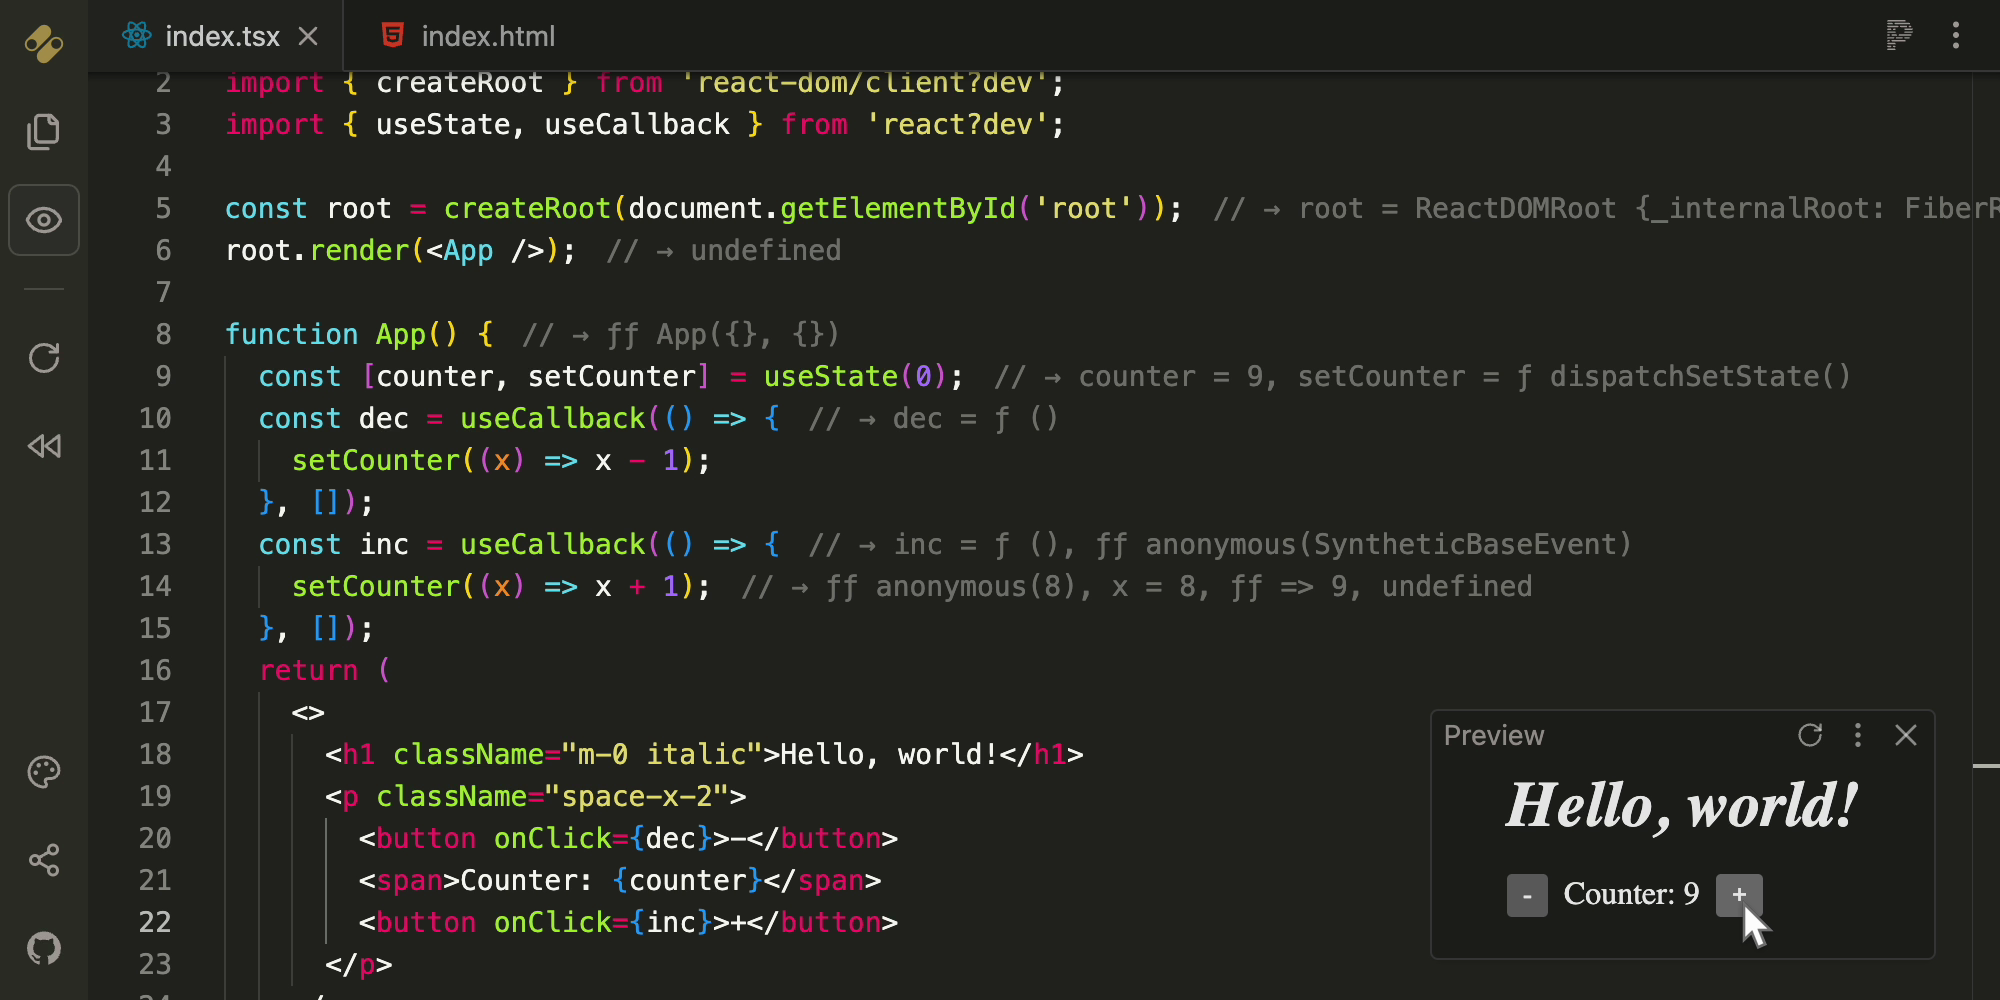 index.tsx
index.html
2 import { createRoot } from 'react-dom/client?dev';
3 import { useState, useCallback } from 'react?dev';
4
5 const root = createRoot(document.getElementById('root')); // → root = ReactDOMRoot {_internalRoot: FiberR
6 root.render(<App />); // → undefined
7
8 function App() { // → ƒƒ App({}, {})
9 const [counter, setCounter] = useState(0); // → counter = 9, setCounter = ƒ dispatchSetState()
10 const dec = useCallback(() => { // → dec = ƒ ()
11 setCounter((x) => x - 1);
12 }, []);
13 const inc = useCallback(() => { // → inc = ƒ (), ƒƒ anonymous(SyntheticBaseEvent)
14 setCounter((x) => x + 1); // → ƒƒ anonymous(8), x = 8, ƒƒ => 9, undefined
15 }, []);
16 return (
17 <>
18 <h1 className="m-0 italic">Hello, world!</h1>
19 <p className="space-x-2">
20 <button onClick={dec}>-</button>
21 <span>Counter: {counter}</span>
22 <button onClick={inc}>+</button>
23 </p>
Preview
Hello, world!
- Counter: 9 +